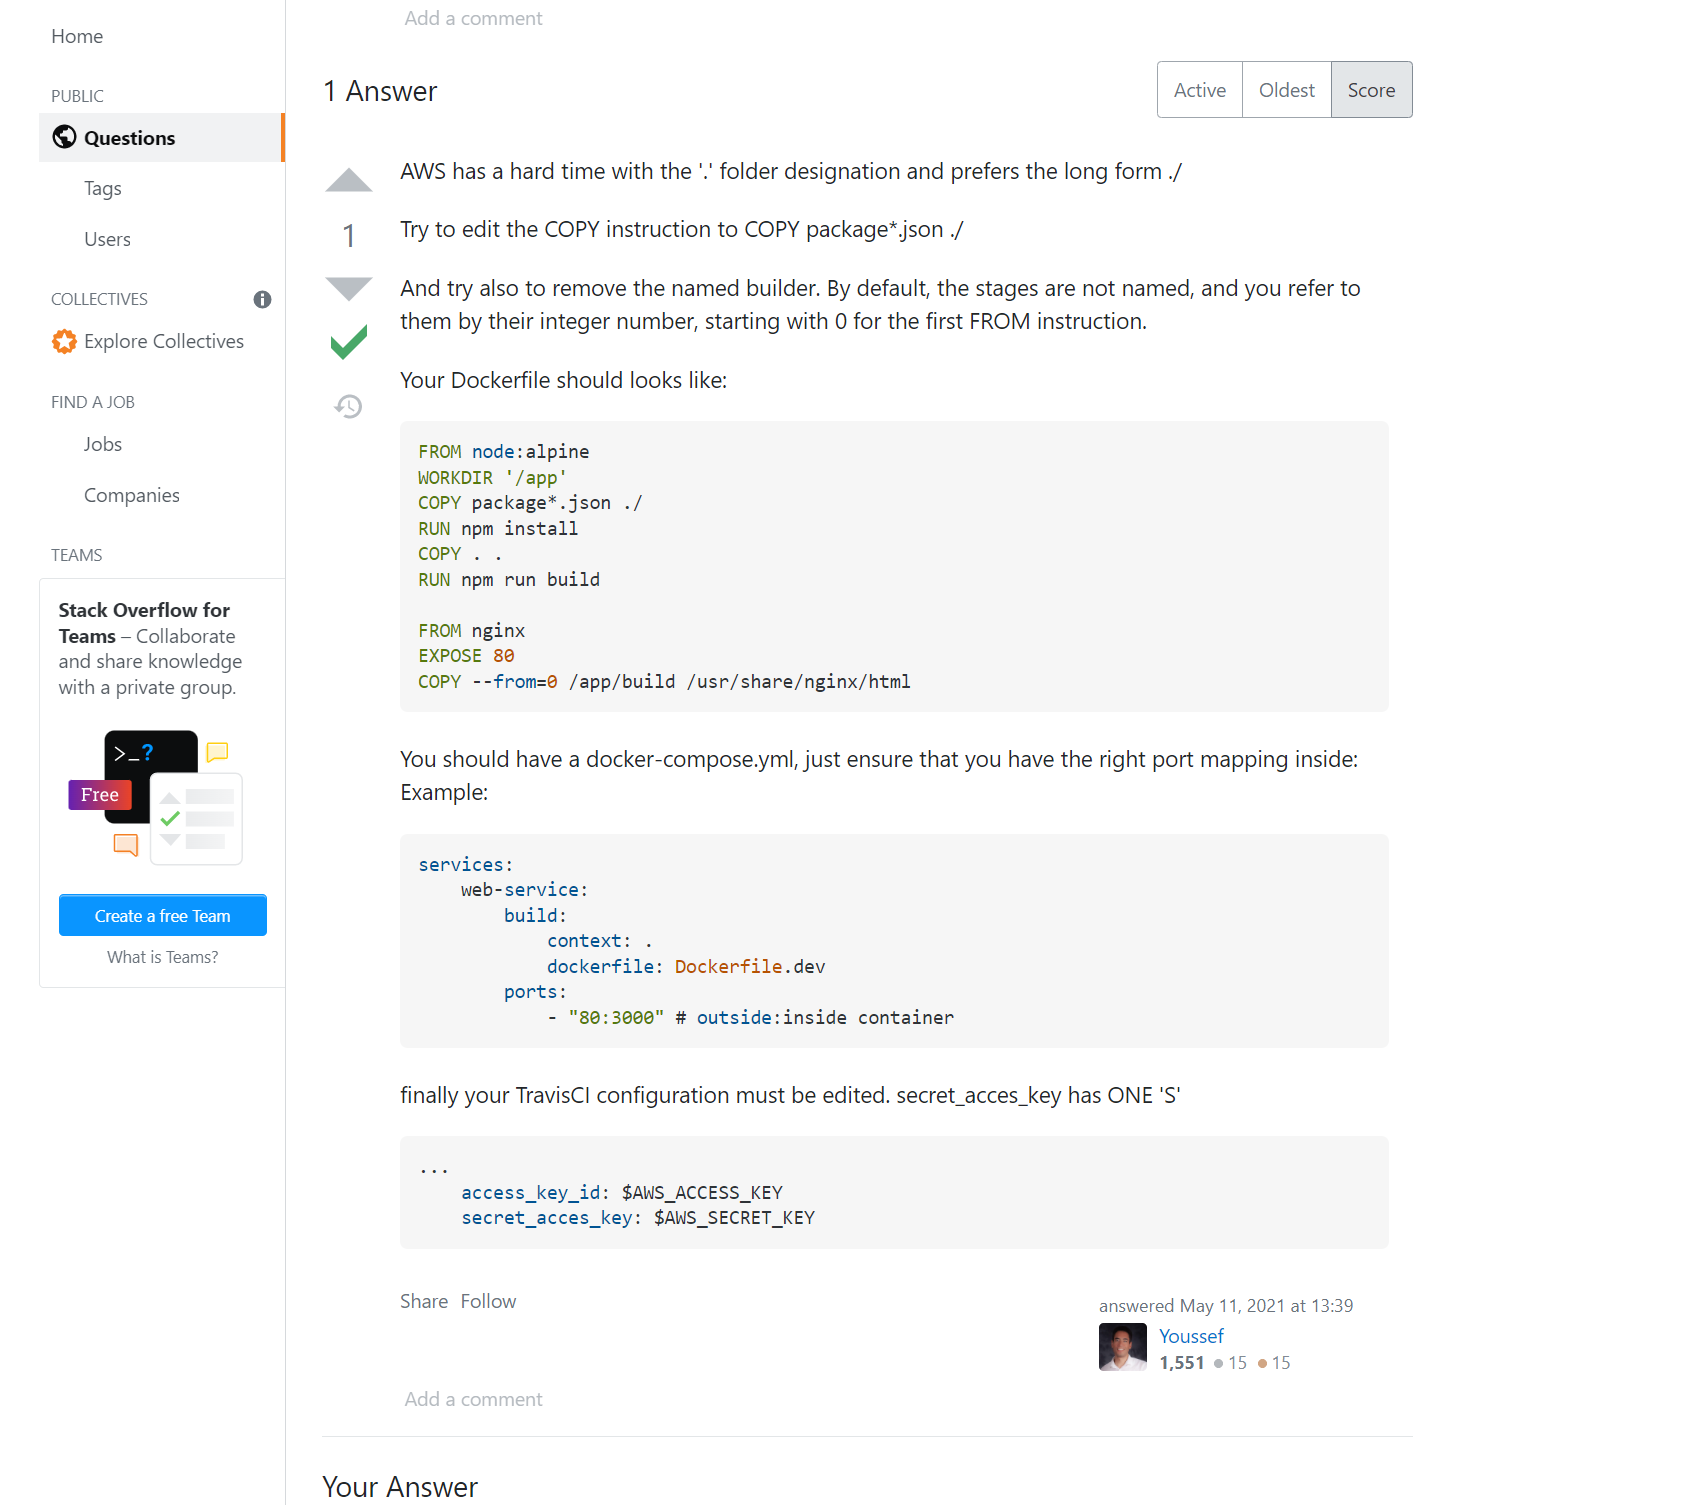 Home
PUBLIC
Questions
Tags
Users
COLLECTIVES
Explore Collectives
FIND A JOB
Jobs
Companies
TEAMS
Stack Overflow for
Teams – Collaborate
and share knowledge
with a private group.
>_?
Free
Create a free Team
What is Teams?
Add a comment
1 Answer
Active Oldest Score
1
AWS has a hard time with the '.' folder designation and prefers the long form ./
Try to edit the COPY instruction to COPY package*.json ./
And try also to remove the named builder. By default, the stages are not named, and you refer to
them by their integer number, starting with 0 for the first FROM instruction.
Your Dockerfile should looks like:
FROM node:alpine
WORKDIR '/app'
COPY package*.json ./
RUN npm install
COPY . .
RUN npm run build
FROM nginx
EXPOSE 80
COPY --from=0 /app/build /usr/share/nginx/html
You should have a docker-compose.yml, just ensure that you have the right port mapping inside:
Example:
services:
    web-service:
        build:
            context: .
            dockerfile: Dockerfile.dev
        ports:
            - "80:3000" # outside:inside container
finally your TravisCI configuration must be edited. secret_acces_key has ONE 'S'
...
    access_key_id: $AWS_ACCESS_KEY
    secret_acces_key: $AWS_SECRET_KEY
Share Follow
answered May 11, 2021 at 13:39
Youssef
1,551 15 15
Add a comment
Your Answer